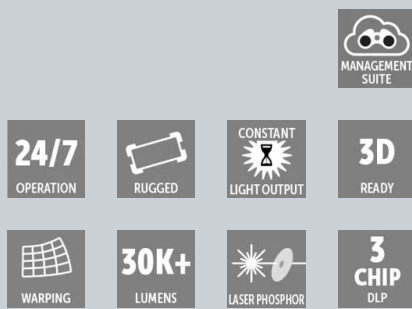 MANAGEMENT
SUITE
24/7
OPERATION
RUGGED
CONSTANT
LIGHT OUTPUT
3D
READY
WARPING
30K+
LUMENS
LASER PHOSPHOR
3
CHIP
DLP